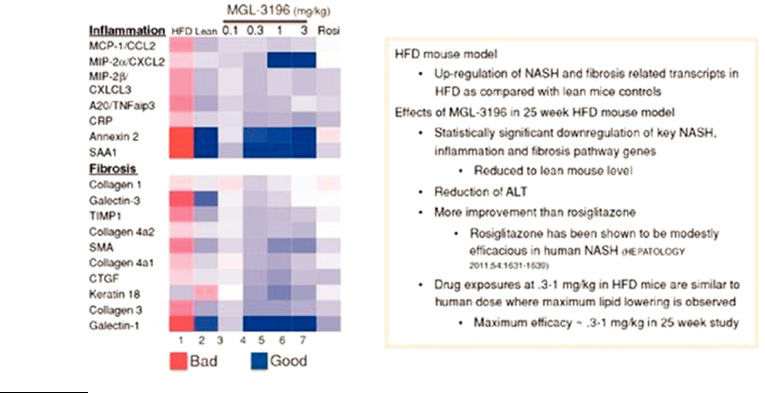 MGL-3196 (mg/kg)
Inflammation HFD Lean 0.1 0.3 1 3 Rosi
MCP-1/CCL2
MIP-2α/CXCL2
MIP-2β/
CXLCL3
A20/TNFaip3
CRP
Annexin 2
SAA1
Fibrosis
Collagen 1
Galectin-3
TIMP1
Collagen 4a2
SMA
Collagen 4a1
CTGF
Keratin 18
Collagen 3
Galectin-1
1 2 3 4 5 6 7
Bad Good
HFD mouse model
• Up-regulation of NASH and fibrosis related transcripts in
HFD as compared with lean mice controls
Effects of MGL-3196 in 25 week HFD mouse model
• Statistically significant downregulation of key NASH,
inflammation and fibrosis pathway genes
• Reduced to lean mouse level
• Reduction of ALT
• More improvement than rosiglitazone
• Rosiglitazone has been shown to be modestly
efficacious in human NASH (HEPATOLOGY
2011;54:1631-1639)
• Drug exposures at .3-1 mg/kg in HFD mice are similar to
human dose where maximum lipid lowering is observed
• Maximum efficacy ~ .3-1 mg/kg in 25 week study